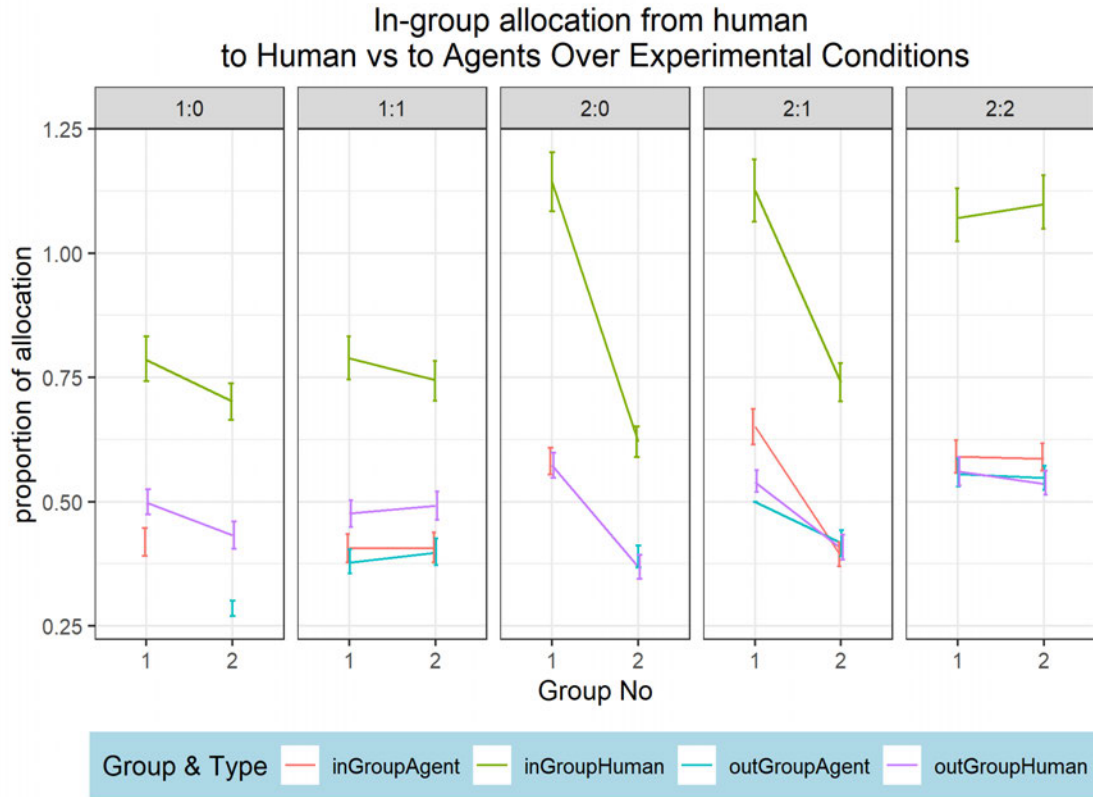 In-group allocation from human
to Human vs to Agents Over Experimental Conditions
1:0 1:1 2:0 2:1 2:2
1.25
1.00
0.75
0.50
0.25
proportion of allocation
1 2 1 2 1 2 1 2 1 2
Group No
Group & Type inGroupAgent inGroupHuman outGroupAgent outGroupHuman